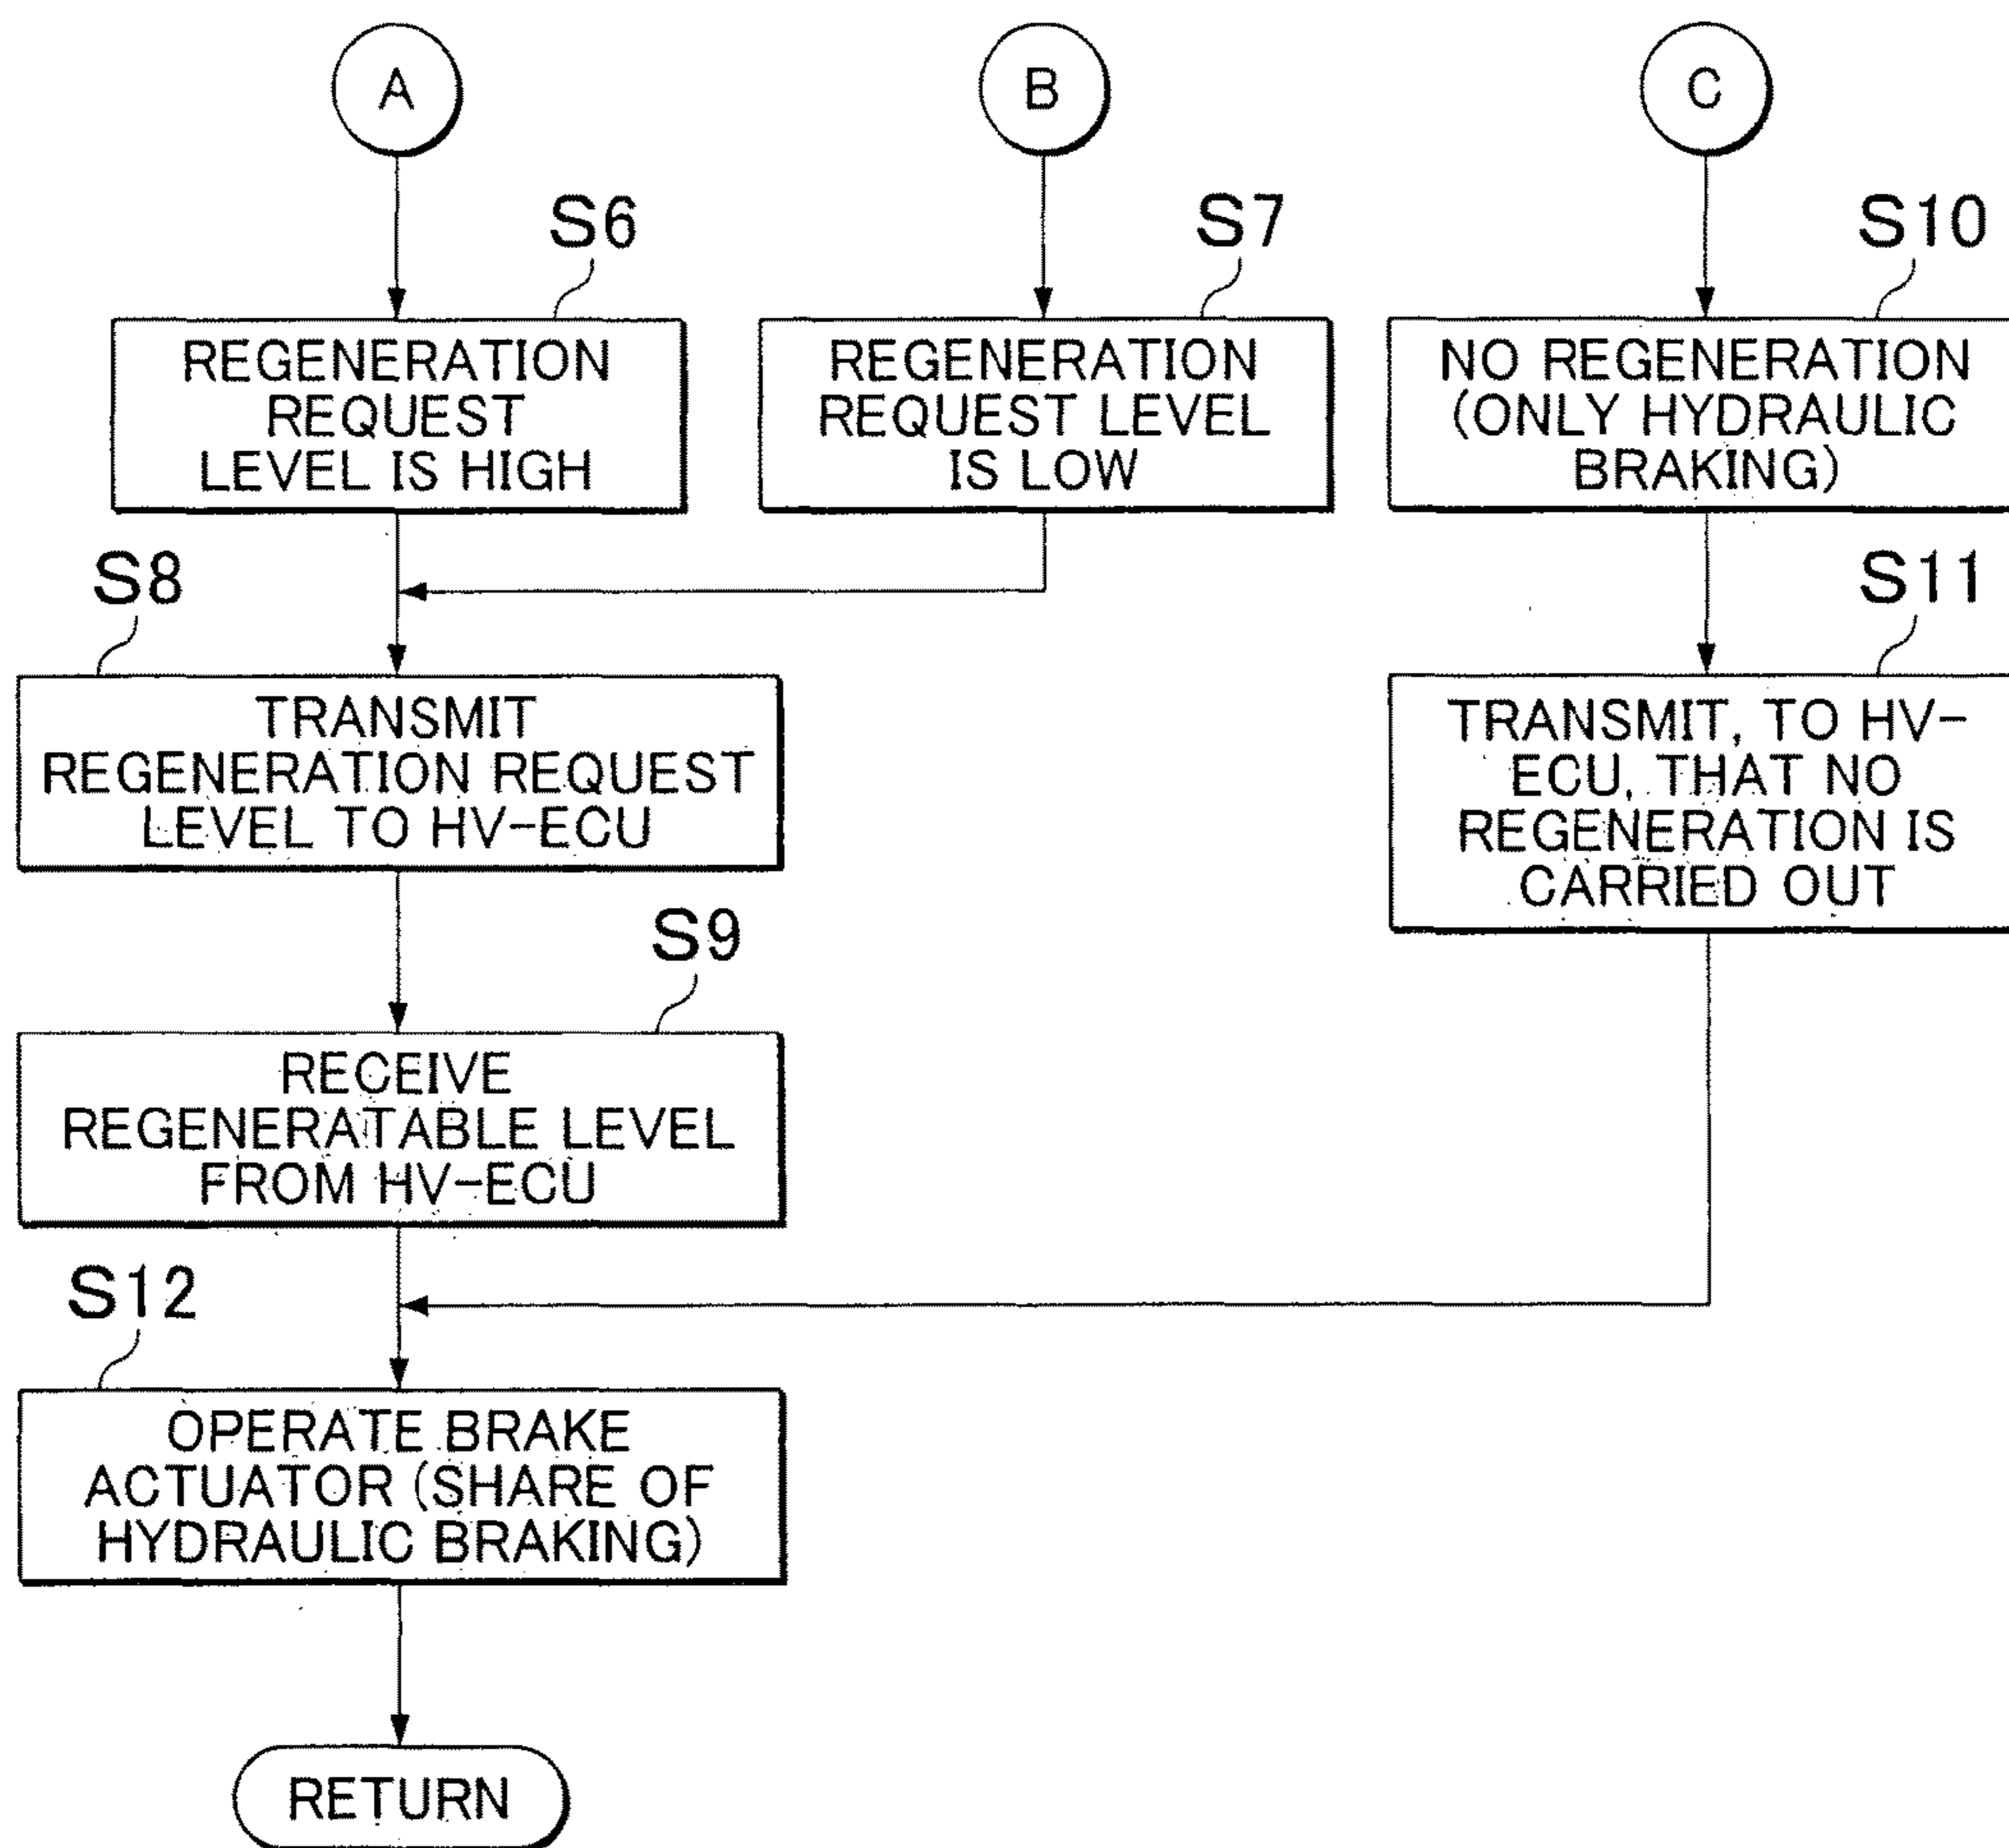 A
B
C
S6
S7
S10
REGENERATION
REQUEST
LEVEL IS HIGH
REGENERATION
REQUEST LEVEL
IS LOW
NO REGENERATION
(ONLY HYDRAULIC
BRAKING)
S8
S11
TRANSMIT
REGENERATION REQUEST
LEVEL TO HV-ECU
TRANSMIT, TO HV-
ECU, THAT NO
REGENERATION IS
CARRIED OUT
S9
RECEIVE
REGENERATABLE LEVEL
FROM HV-ECU
S12
OPERATE BRAKE
ACTUATOR (SHARE OF
HYDRAULIC BRAKING)
RETURN